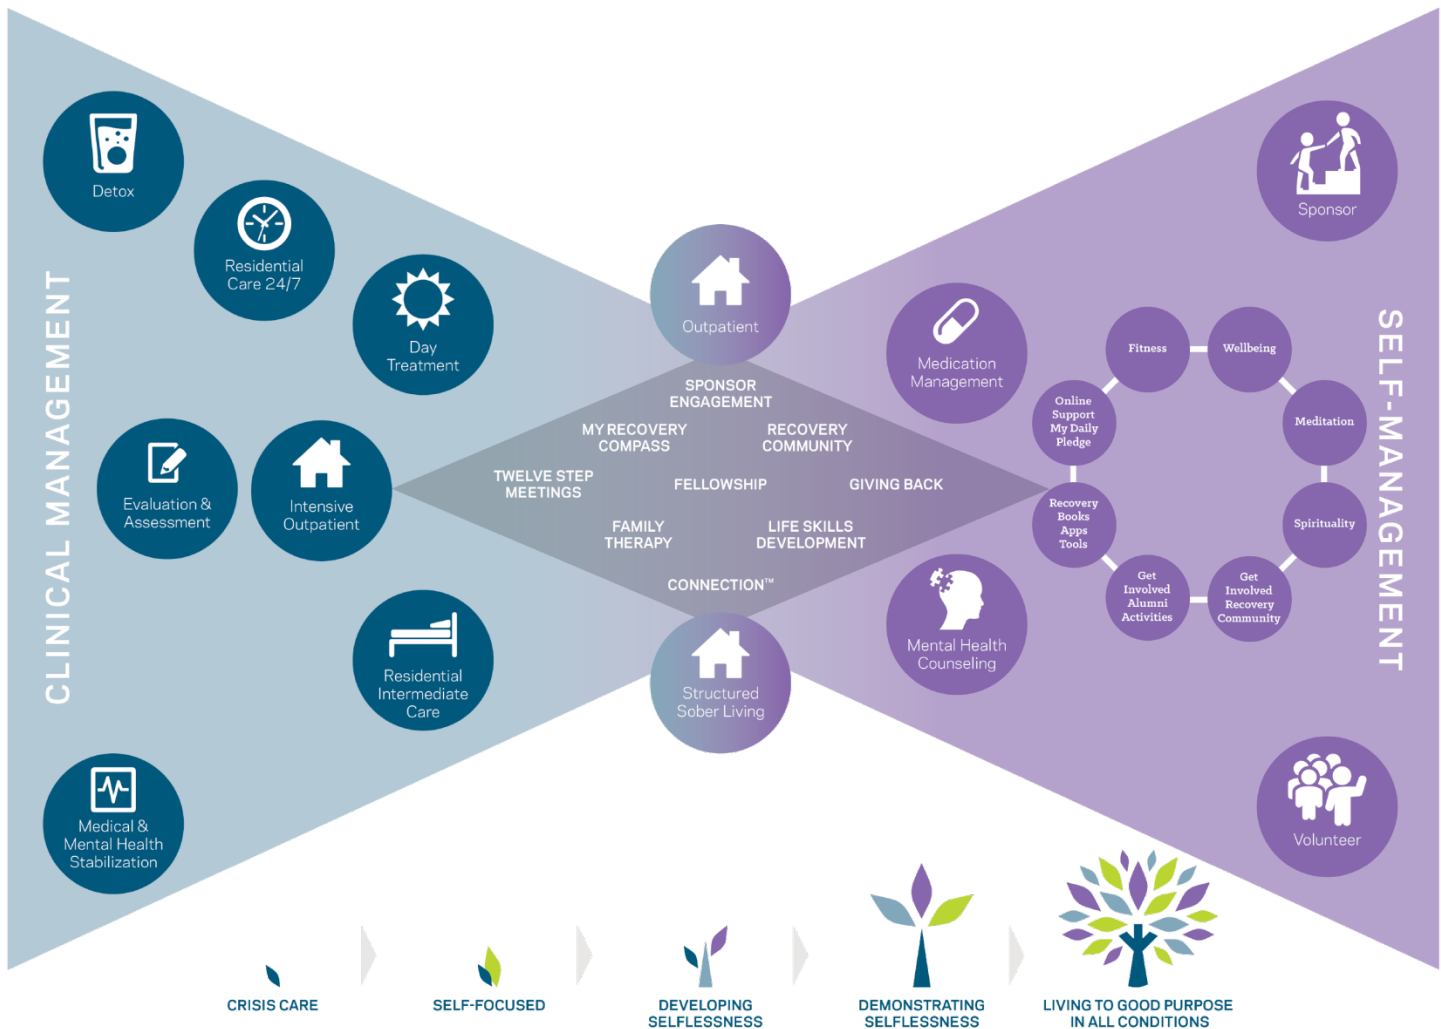 CLINICAL MANAGEMENT
Detox
Residential
Care 24/7
Day
Treatment
Evaluation &
Assessment
Intensive
Outpatient
Residential
Intermediate
Care
Medical &
Mental Health
Stabilization
Outpatient
SPONSOR
ENGAGEMENT
MY RECOVERY
COMPASS
RECOVERY
COMMUNITY
TWELVE STEP
MEETINGS
FELLOWSHIP
GIVING BACK
FAMILY
THERAPY
LIFE SKILLS
DEVELOPMENT
CONNECTION™
Structured
Sober Living
Medication
Management
Mental Health
Counseling
Sponsor
Fitness
Wellbeing
Meditation
Spirituality
Get
Involved
Recovery
Community
Get
Involved
Alumni
Activities
Recovery
Books
Apps
Tools
Online
Support
My Daily
Pledge
Volunteer
SELF-MANAGEMENT
CRISIS CARE
SELF-FOCUSED
DEVELOPING
SELFLESSNESS
DEMONSTRATING
SELFLESSNESS
LIVING TO GOOD PURPOSE
IN ALL CONDITIONS